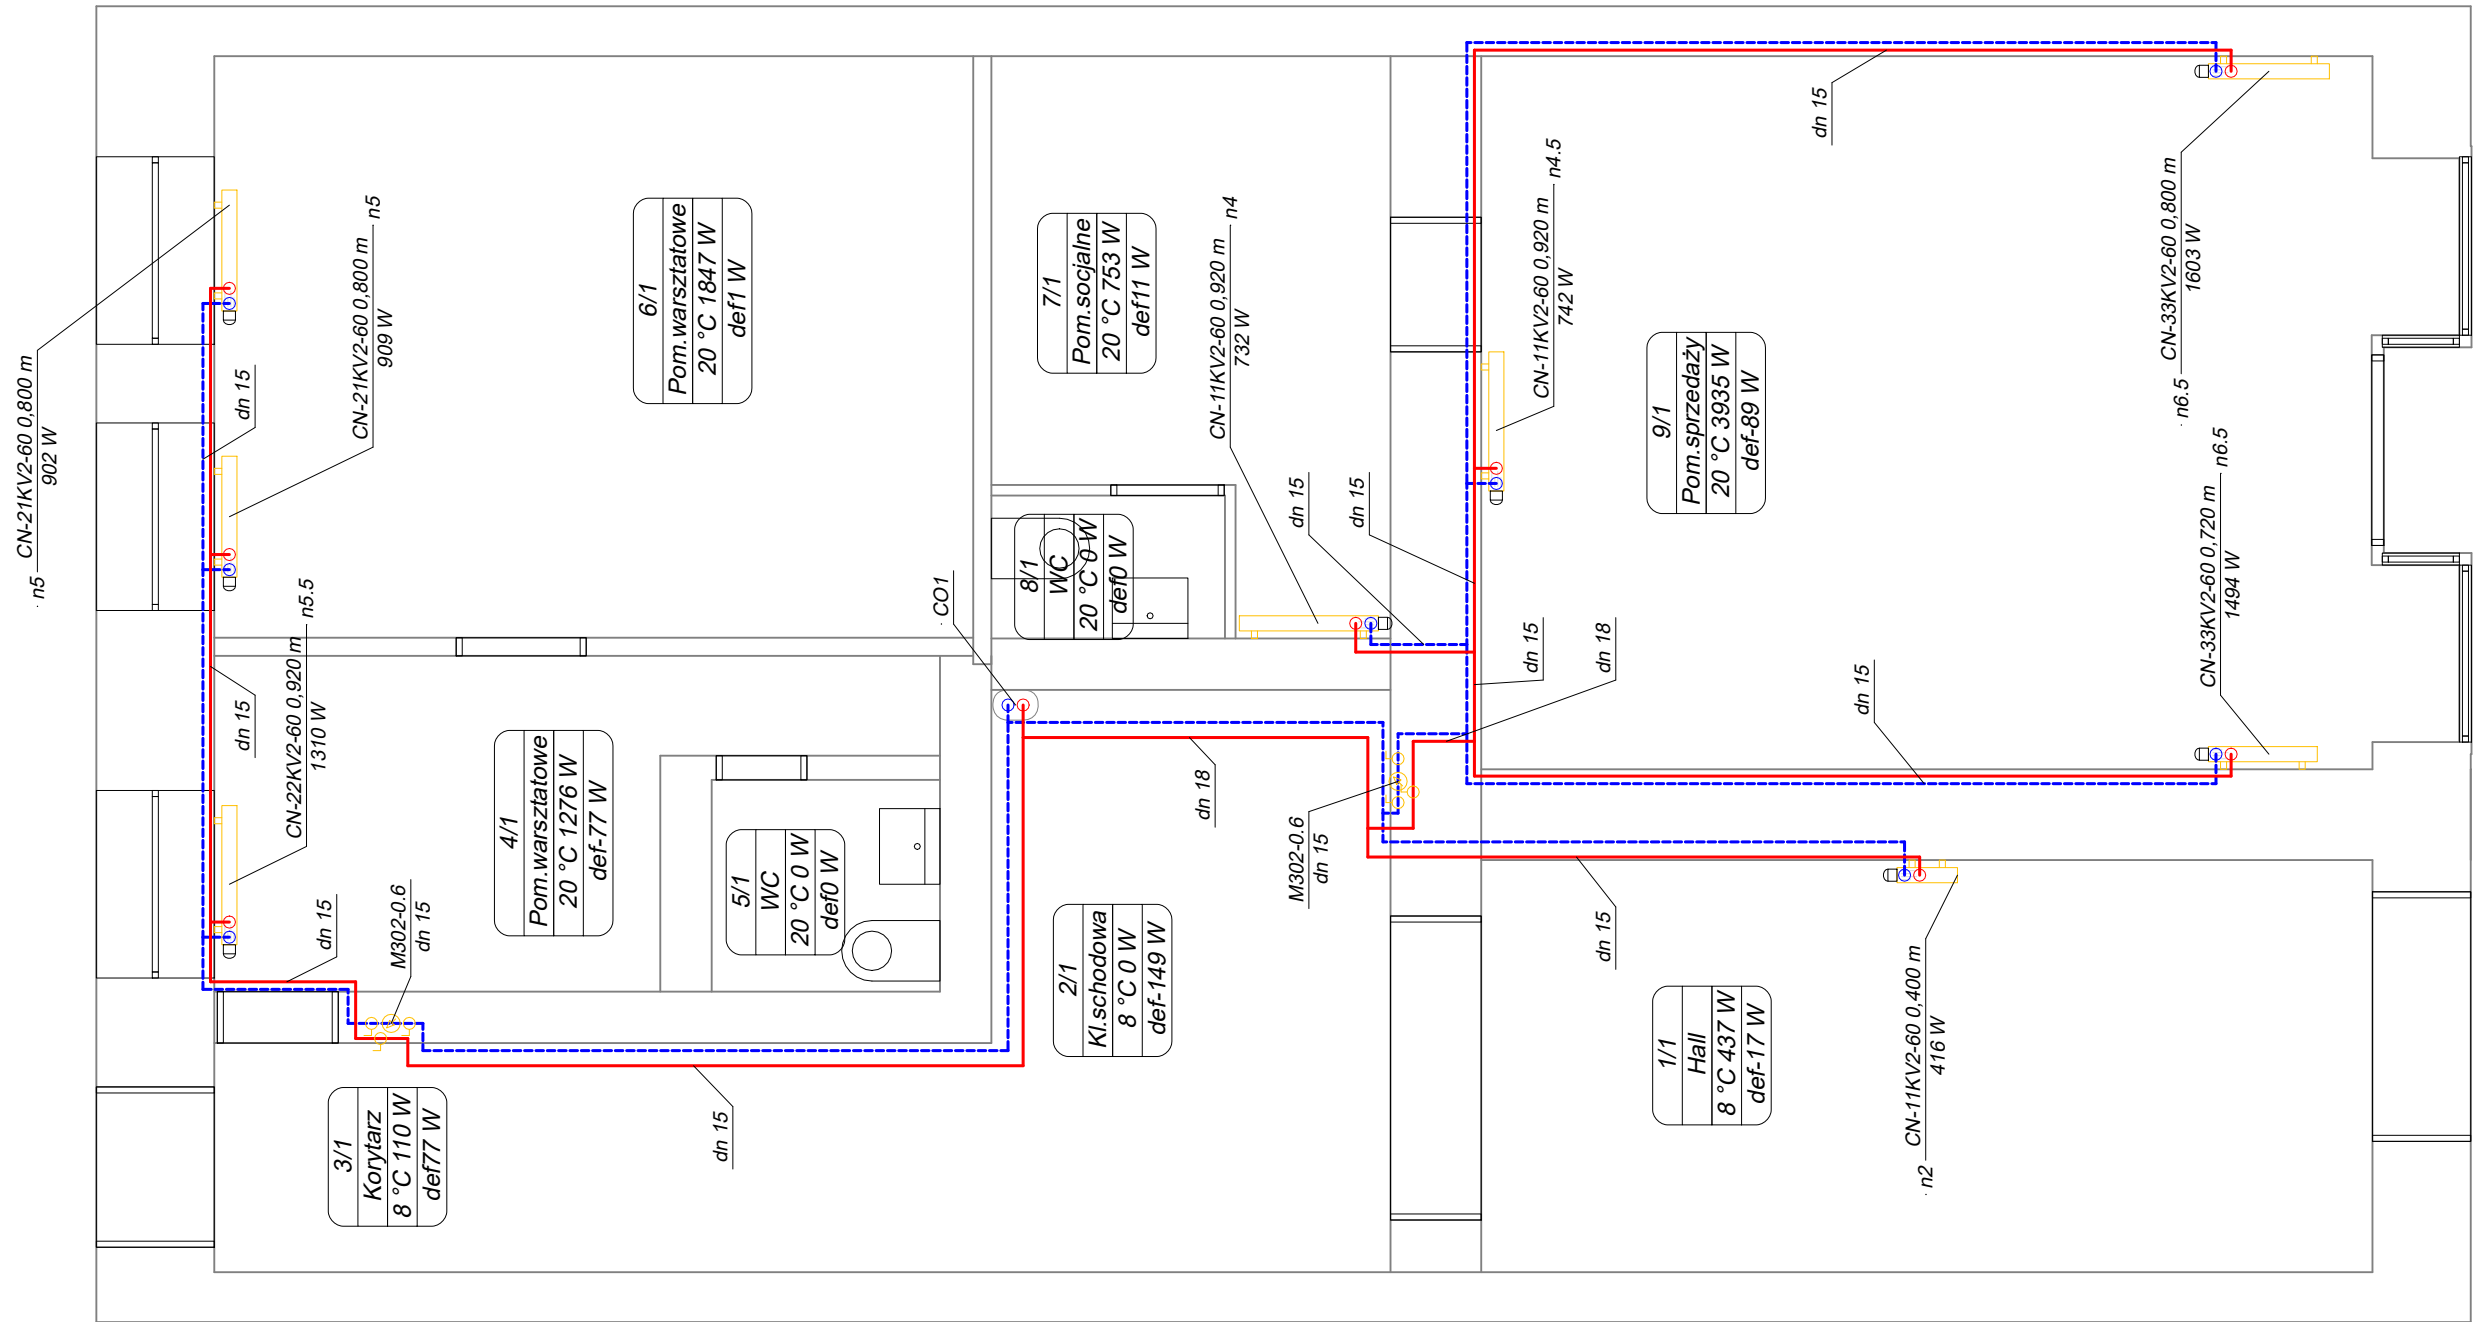 CN-21KV2-60 0,800 m
902 W
n5
CN-21KV2-60 0,800 m
909 W
n5
dn 15
CN-22KV2-60 0,920 m
1310 W
n5.5
dn 15
dn 15
M302-0.6
dn 15
6/1
Pom.warsztatowe
20 °C 1847 W
def1 W
4/1
Pom.warsztatowe
20 °C 1276 W
def-77 W
5/1
WC
20 °C 0 W
def0 W
3/1
Korytarz
8 °C 110 W
def77 W
dn 15
CO1
7/1
Pom.socjalne
20 °C 753 W
def11 W
8/1
WC
20 °C 0 W
def0 W
2/1
Kl.schodowa
8 °C 0 W
def-149 W
CN-11KV2-60 0,920 m
732 W
n4
dn 15
dn 15
dn 18
M302-0.6
dn 15
CN-11KV2-60 0,920 m
742 W
n4.5
dn 15
dn 18
dn 15
dn 15
9/1
Pom.sprzedaży
20 °C 3935 W
def-89 W
dn 15
1/1
Hall
8 °C 437 W
def-17 W
CN-11KV2-60 0,400 m
416 W
n2
CN-33KV2-60 0,800 m
1603 W
n6.5
CN-33KV2-60 0,720 m
1494 W
n6.5